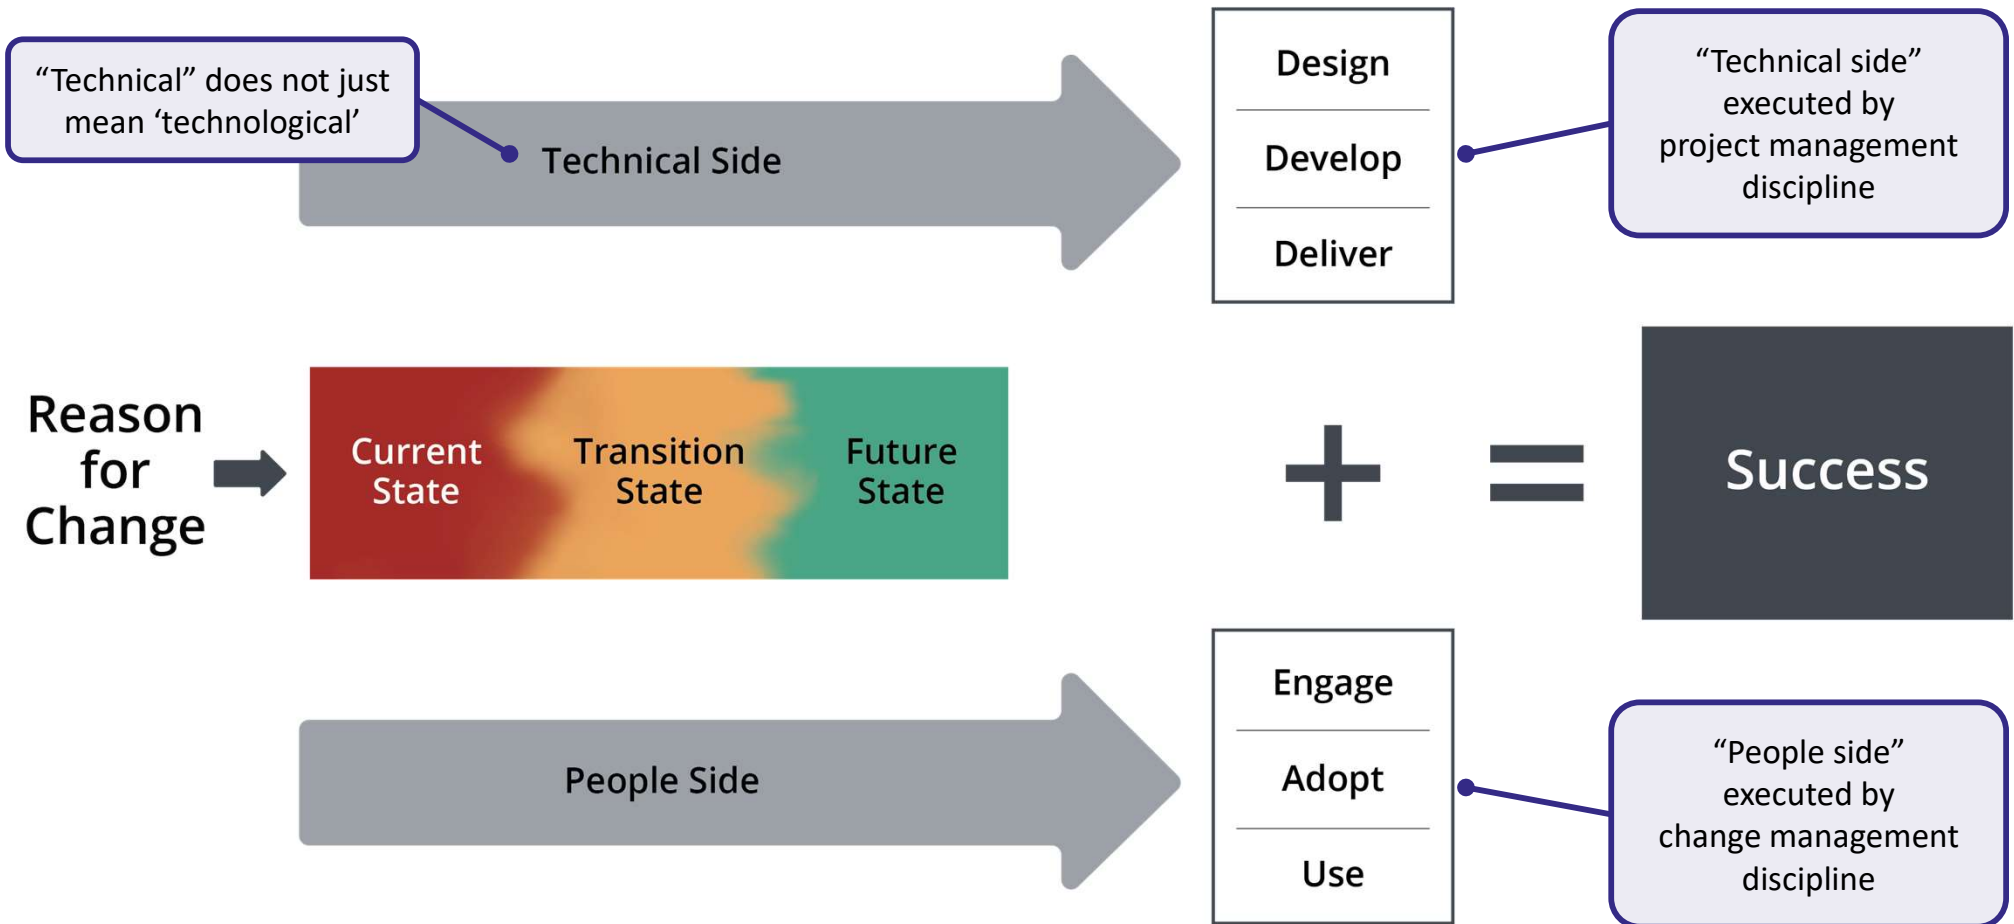 “Technical” does not just
mean ‘technological’
Technical Side
Design
Develop
Deliver
“Technical side”
executed by
project management
discipline
Reason
for
Change
Current
State
Transition
State
Future
State
+
=
Success
People Side
Engage
Adopt
Use
“People side”
executed by
change management
discipline